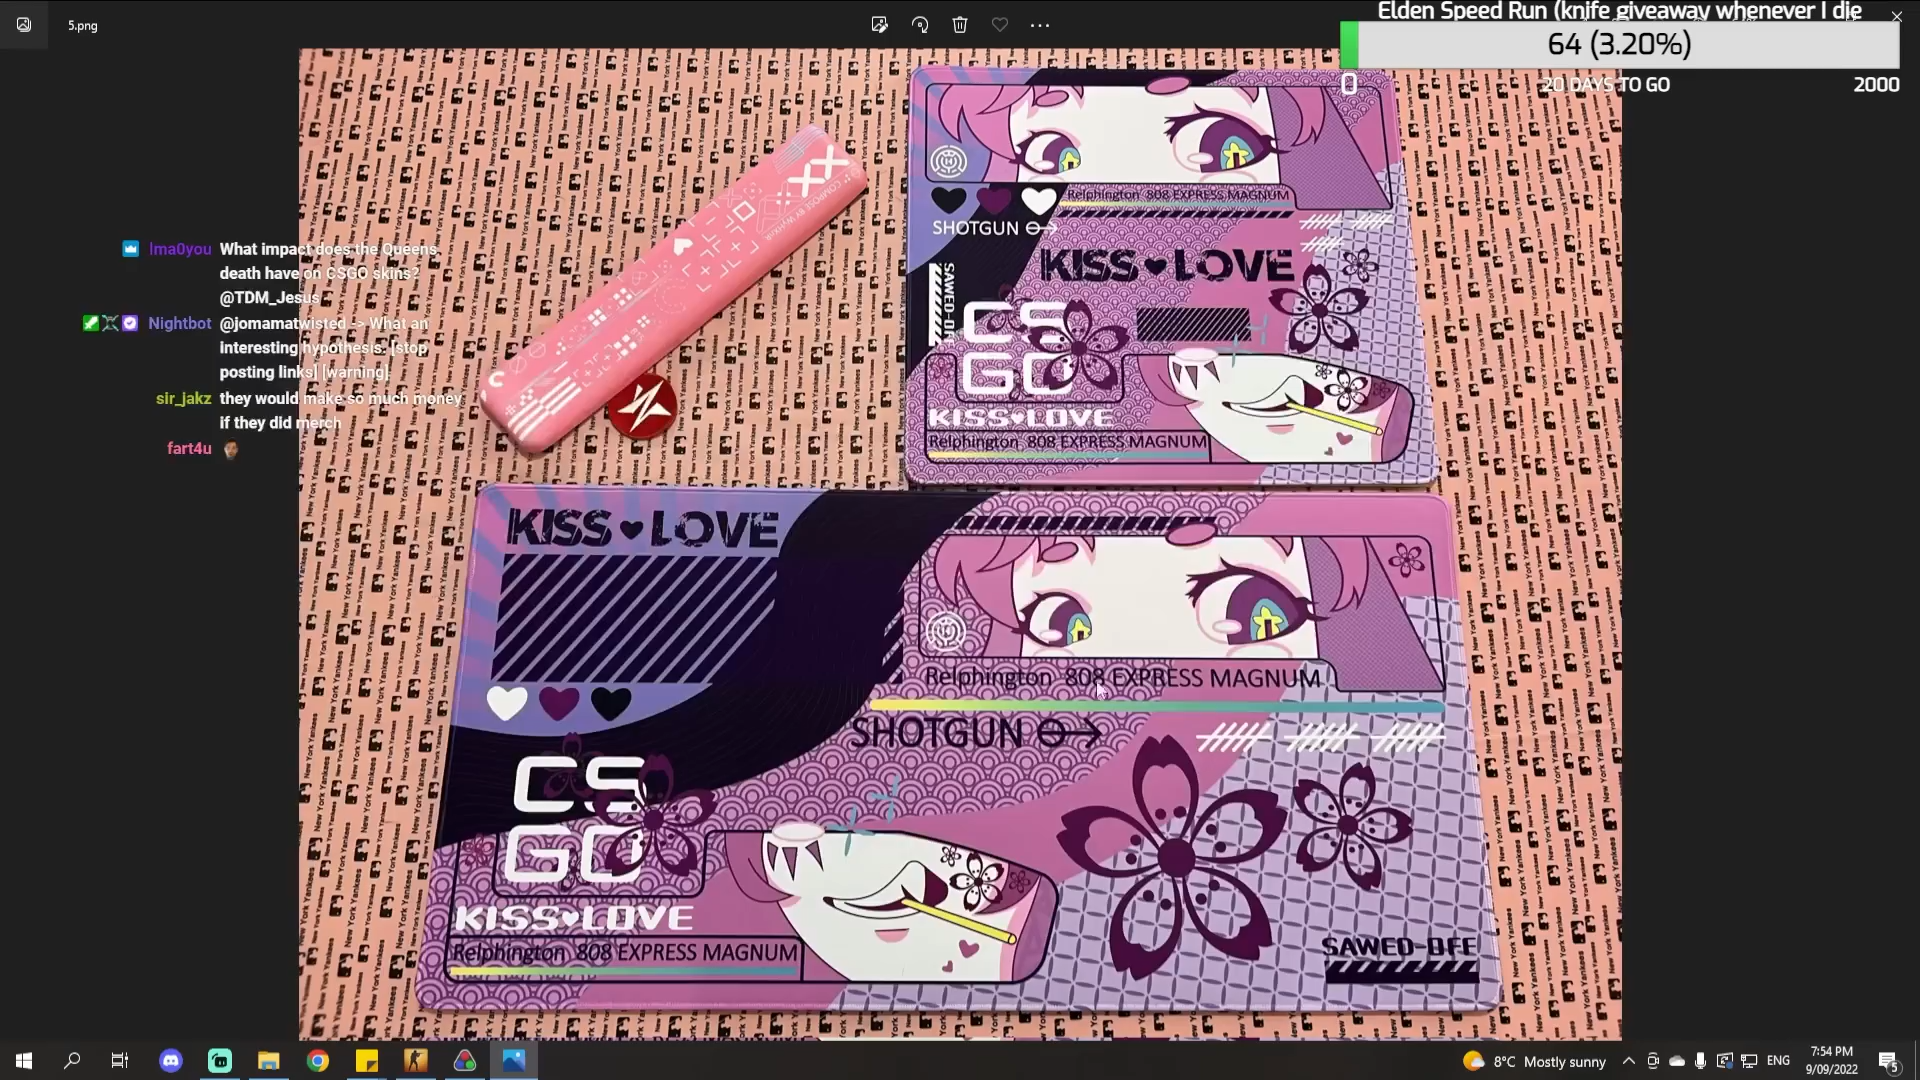 5.png
Elden Speed Run (knife giveaway whenever I die
64 (3.20%)
0
20 DAYS TO GO
2000
lma0you What impact does the Queens
death have on CSGO skins?
@TDM_Jesus
Nightbot @jomamatwisted -> What an
interesting hypothesis. [stop
posting links] [warning]
sir_jakz they would make so much money
if they did merch
fart4u
Relphington 808 EXPRESS MAGNUM
SHOTGUN
KISS LOVE
SAWED-OFF
CS
GO
KISS LOVE
Relphington 808 EXPRESS MAGNUM
KISS LOVE
Relphington 808 EXPRESS MAGNUM
SHOTGUN
CS
GO
KISS LOVE
Relphington 808 EXPRESS MAGNUM
SAWED-OFF
New York Yankees
8°C Mostly sunny
ENG
7:54 PM
9/09/2022
5